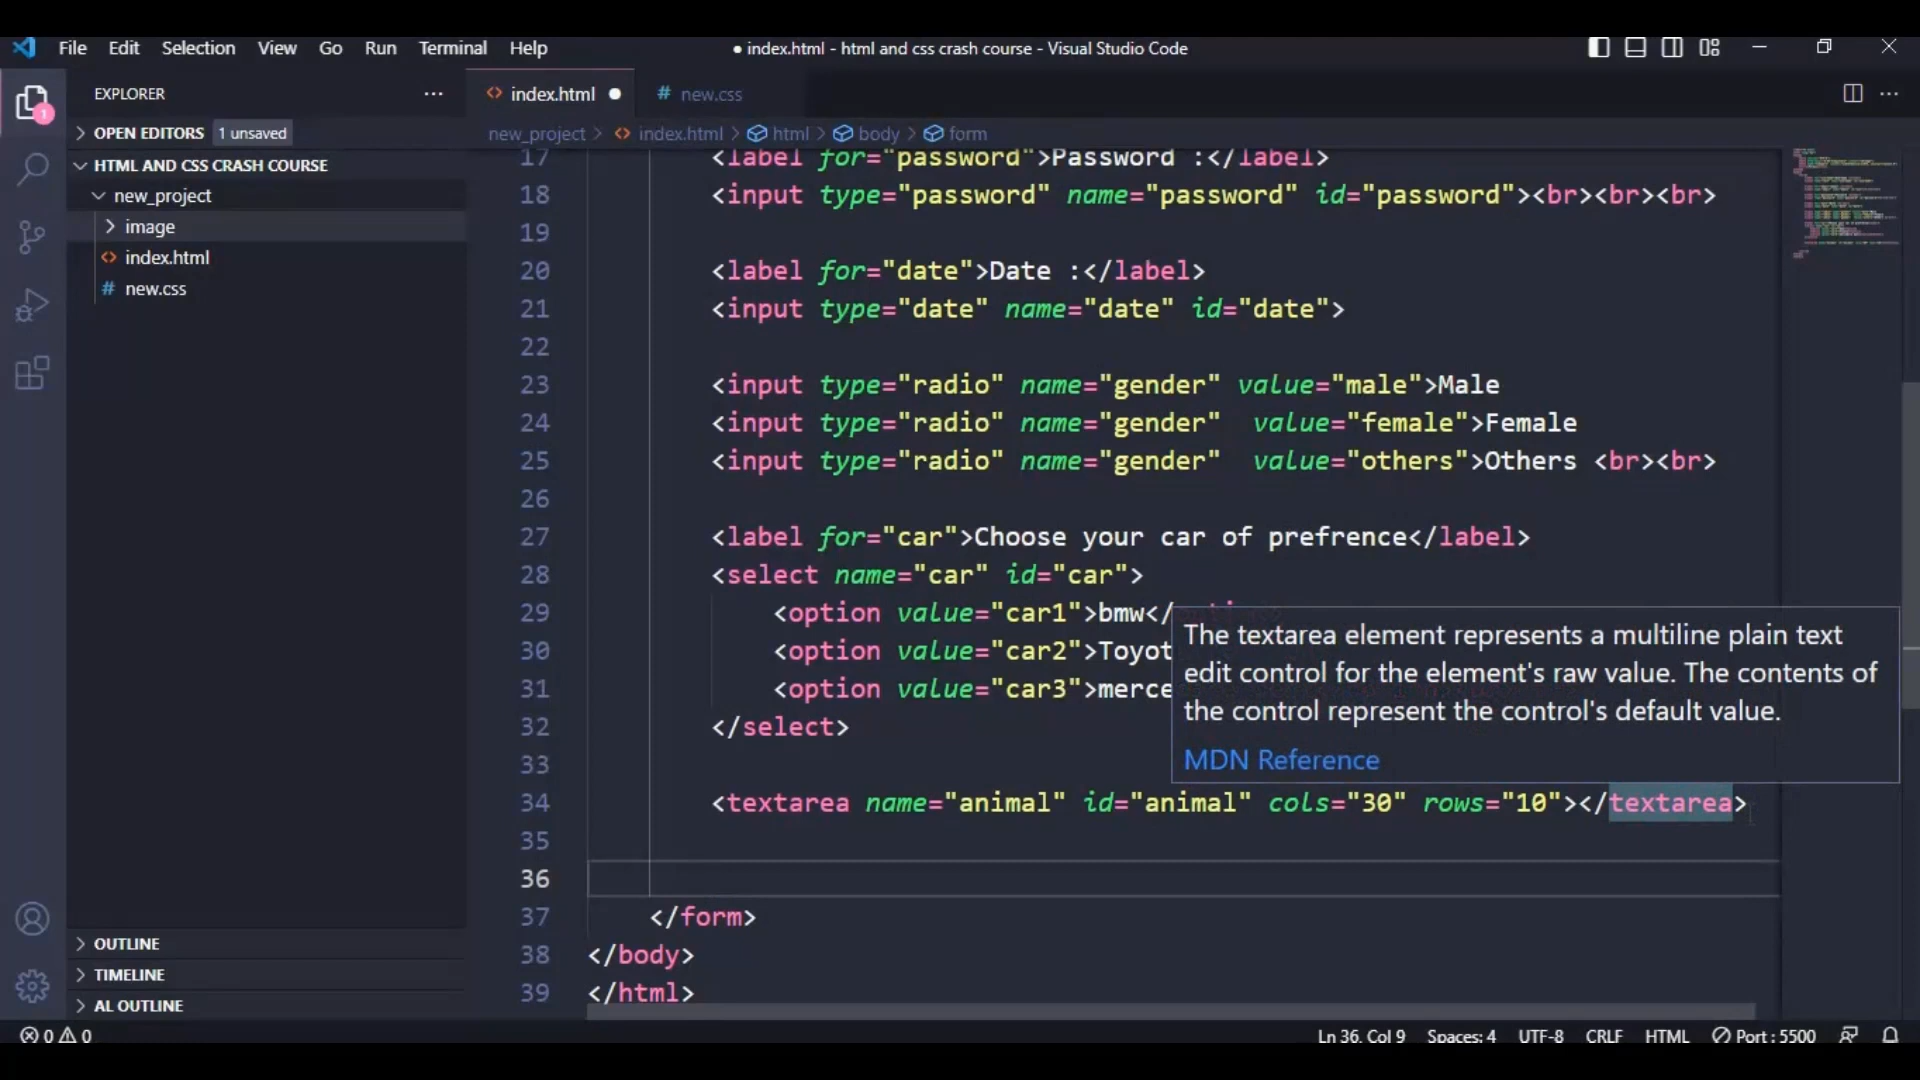 File Edit Selection View Go Run Terminal Help
● index.html - html and css crash course - Visual Studio Code
EXPLORER
1
OPEN EDITORS 1 unsaved
HTML AND CSS CRASH COURSE
new_project
image
index.html
# new.css
OUTLINE
TIMELINE
AL OUTLINE
index.html
# new.css
new_project > index.html > html > body > form
17 <label for="password">Password :</label>
18 <input type="password" name="password" id="password"><br><br><br>
19
20 <label for="date">Date :</label>
21 <input type="date" name="date" id="date">
22
23 <input type="radio" name="gender" value="male">Male
24 <input type="radio" name="gender"  value="female">Female
25 <input type="radio" name="gender"  value="others">Others <br><br>
26
27 <label for="car">Choose your car of prefrence</label>
28 <select name="car" id="car">
29 <option value="car1">bmw</
30 <option value="car2">Toyot
31 <option value="car3">merce
32 </select>
33
34 <textarea name="animal" id="animal" cols="30" rows="10"></textarea>
35
36
37 </form>
38 </body>
39 </html>
The textarea element represents a multiline plain text
edit control for the element's raw value. The contents of
the control represent the control's default value.
MDN Reference
0 0
Ln 36, Col 9 Spaces: 4 UTF-8 CRLF HTML Port : 5500